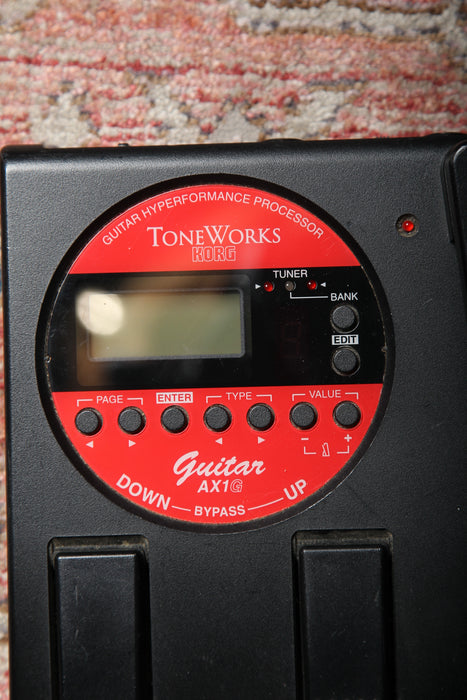 GUITAR HYPERFORMANCE PROCESSOR
TONEWORKS
KORG
TUNER
BANK
EDIT
PAGE ENTER TYPE VALUE
− +
Guitar
AX1G
DOWN BYPASS UP